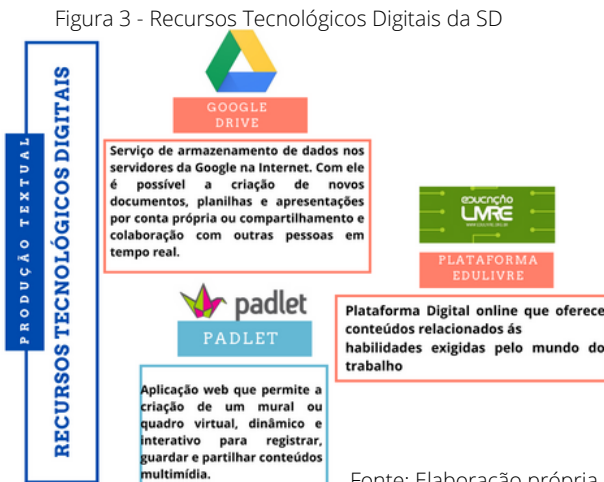 Figura 3 - Recursos Tecnológicos Digitais da SD
PRODUÇÃO TEXTUAL
RECURSOS TECNOLÓGICOS DIGITAIS
GOOGLE
DRIVE
Serviço de armazenamento de dados nos
servidores da Google na Internet. Com ele
é possível a criação de novos
documentos, planilhas e apresentações
por conta própria ou compartilhamento e
colaboração com outras pessoas em
tempo real.
padlet
PADLET
Aplicação web que permite a
criação de um mural ou
quadro virtual, dinâmico e
interativo para registrar,
guardar e partilhar conteúdos
multimídia.
EDUCAÇÃO
LIVRE
PLATAFORMA
EDULIVRE
Plataforma Digital online que oferece
conteúdos relacionados ás
habilidades exigidas pelo mundo do
trabalho
Fonte: Elaboração própria